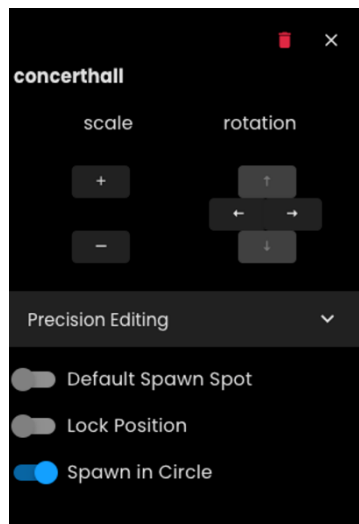 concerthall
scale rotation
+ ↑
← →
− ↓
Precision Editing
Default Spawn Spot
Lock Position
Spawn in Circle